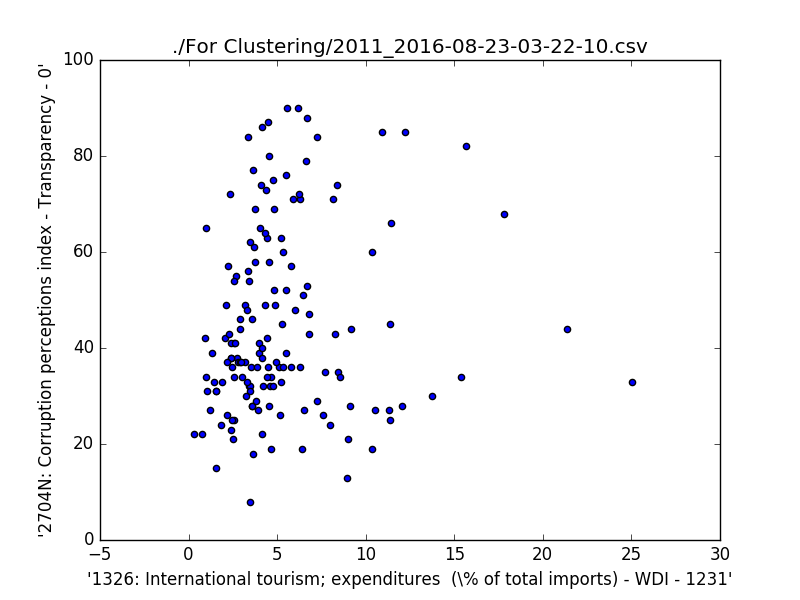 ./For Clustering/2011_2016-08-23-03-22-10.csv
'2704N: Corruption perceptions index - Transparency - 0'
100
80
60
40
20
0
−5 0 5 10 15 20 25 30
'1326: International tourism; expenditures  (\% of total imports) - WDI - 1231'